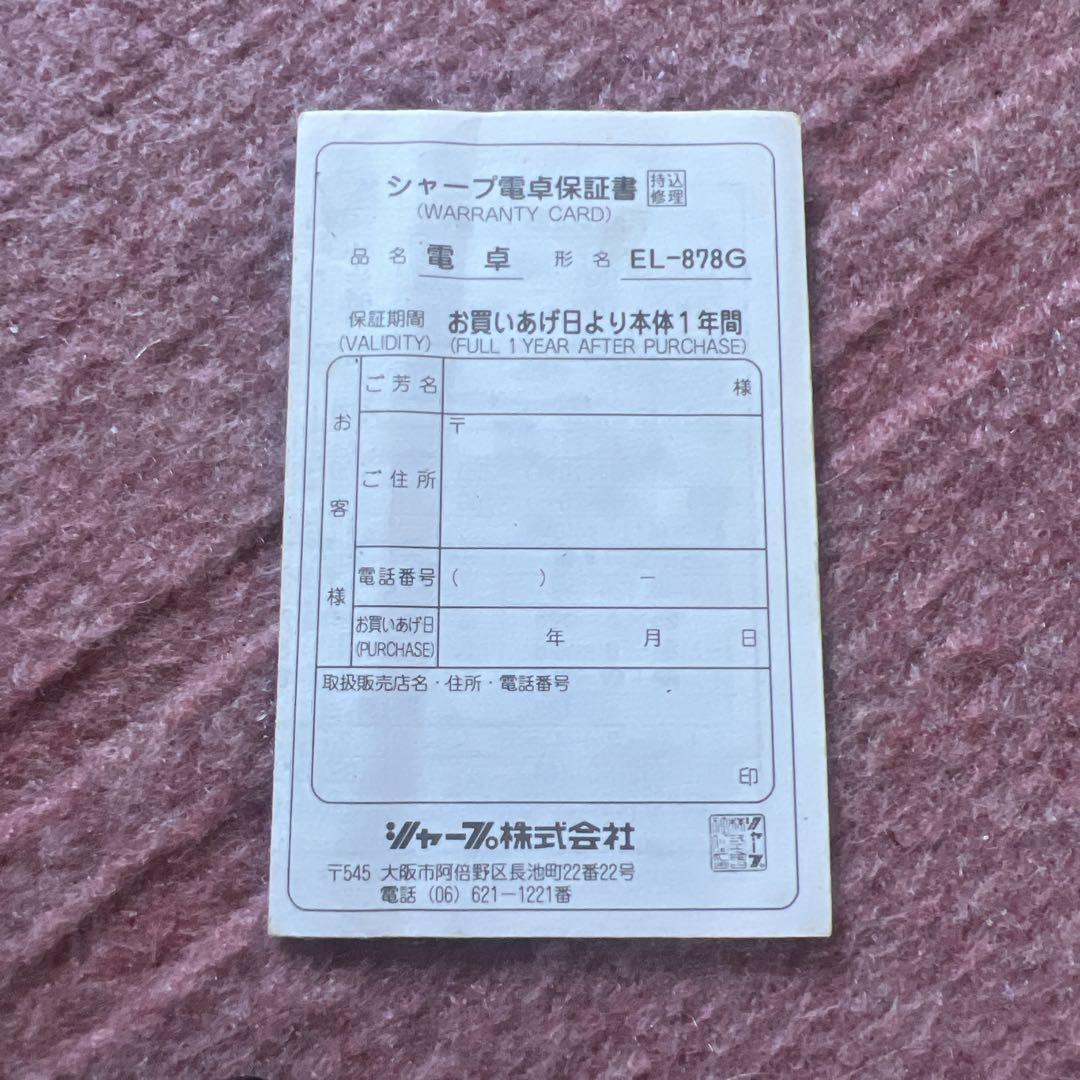 シャープ電卓保証書 持込修理
(WARRANTY CARD)
品名 電卓 形名 EL-878G
保証期間 お買いあげ日より本体1年間
(VALIDITY) (FULL 1 YEAR AFTER PURCHASE)
お客様
ご芳名 様
ご住所 〒
電話番号 ( ) ー
お買いあげ日 年 月 日
(PURCHASE)
取扱販売店名・住所・電話番号
印
シャープ株式会社
〒545 大阪市阿倍野区長池町22番22号
電話 (06) 621-1221番
シャープ